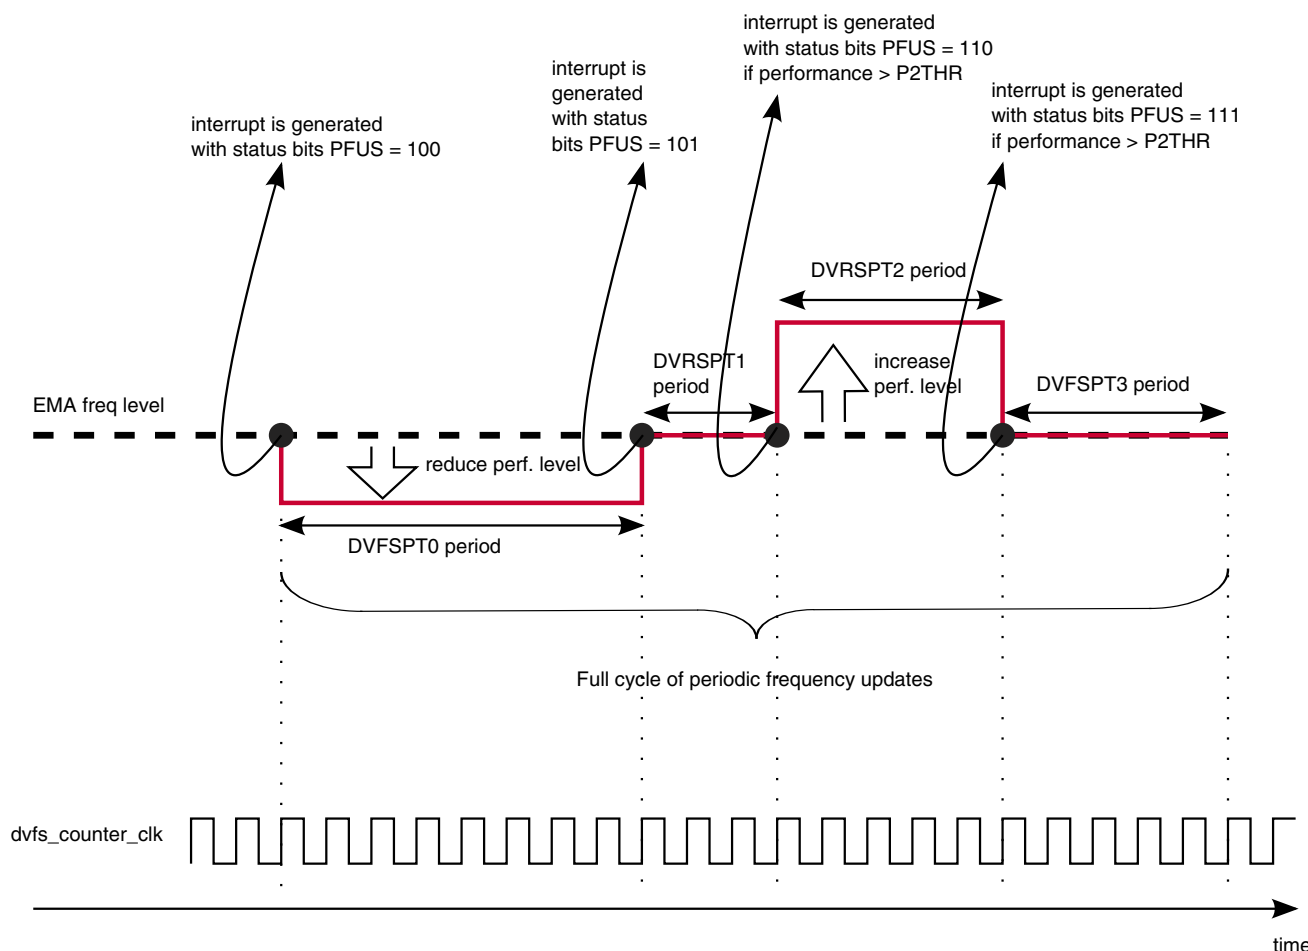 interrupt is generated
with status bits PFUS = 110
if performance > P2THR
interrupt is
generated
with status
bits PFUS = 101
interrupt is generated
with status bits PFUS = 111
if performance > P2THR
interrupt is generated
with status bits PFUS = 100
DVRSPT2 period
DVRSPT1
period
increase
perf. level
DVFSPT3 period
EMA freq level
reduce perf. level
DVFSPT0 period
Full cycle of periodic frequency updates
dvfs_counter_clk
time